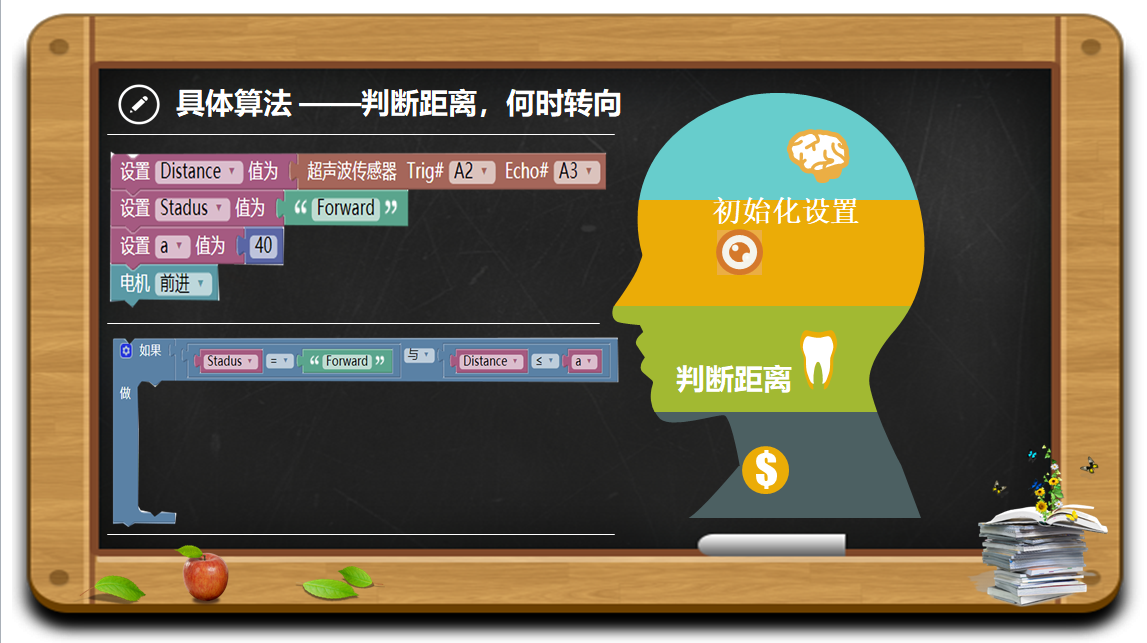 具体算法 ——判断距离，何时转向
设置 Distance 值为 超声波传感器 Trig# A2 Echo# A3
设置 Stadus 值为 “ Forward ”
设置 a 值为 40
电机 前进
如果 Stadus = “ Forward ” 与 Distance ≤ a
做
初始化设置
判断距离
$